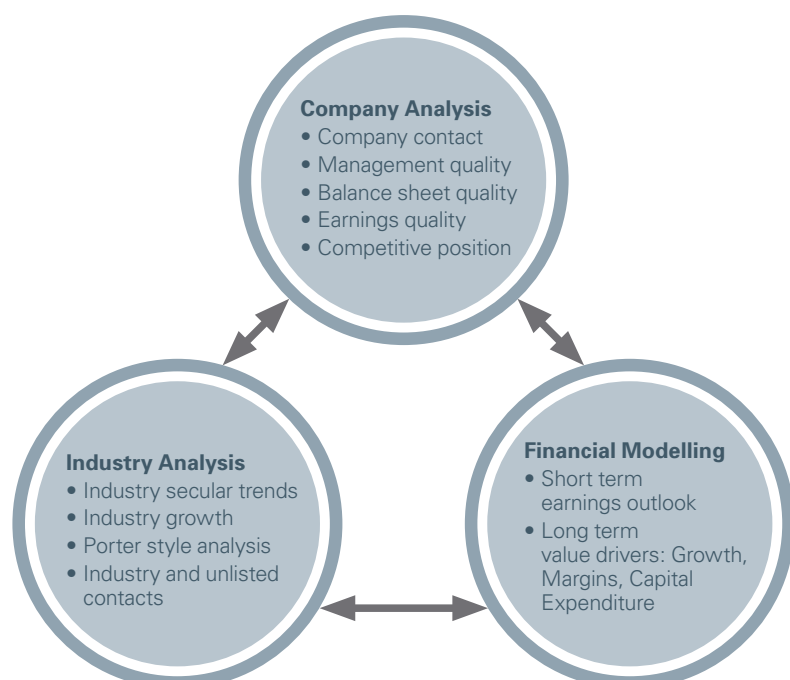 Company Analysis
• Company contact
• Management quality
• Balance sheet quality
• Earnings quality
• Competitive position
Industry Analysis
• Industry secular trends
• Industry growth
• Porter style analysis
• Industry and unlisted
contacts
Financial Modelling
• Short term
earnings outlook
• Long term
value drivers: Growth,
Margins, Capital
Expenditure